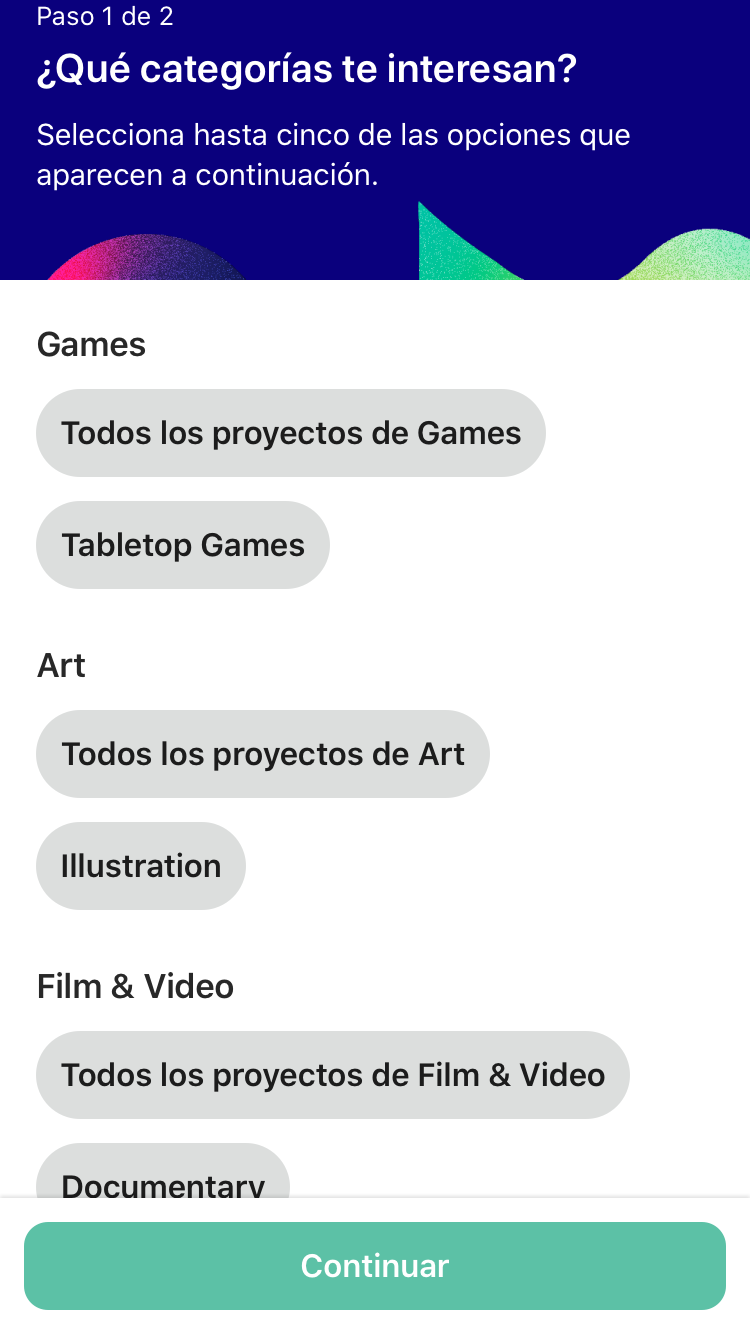 Paso 1 de 2
¿Qué categorías te interesan?
Selecciona hasta cinco de las opciones que
aparecen a continuación.
Games
Todos los proyectos de Games
Tabletop Games
Art
Todos los proyectos de Art
Illustration
Film & Video
Todos los proyectos de Film & Video
Documentary
Continuar